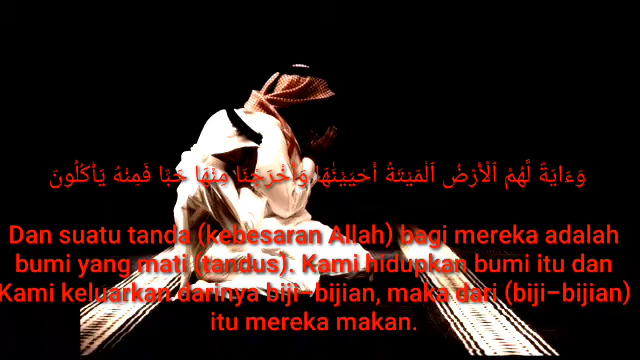 وَءَايَةٌ لَّهُمُ ٱلْأَرْضُ ٱلْمَيْتَةُ أَحْيَيْنَٰهَا وَأَخْرَجْنَا مِنْهَا حَبًّا فَمِنْهُ يَأْكُلُونَ
Dan suatu tanda (kebesaran Allah) bagi mereka adalah
bumi yang mati (tandus). Kami hidupkan bumi itu dan
Kami keluarkan darinya biji-bijian, maka dari (biji-bijian)
itu mereka makan.